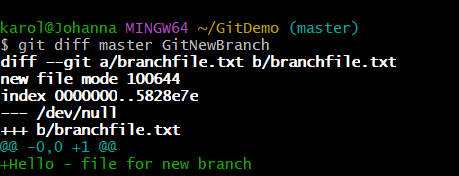 karol@Johanna MINGW64 ~/GitDemo (master)
$ git diff master GitNewBranch
diff --git a/branchfile.txt b/branchfile.txt
new file mode 100644
index 0000000..5828e7e
--- /dev/null
+++ b/branchfile.txt
@@ -0,0 +1 @@
+Hello - file for new branch